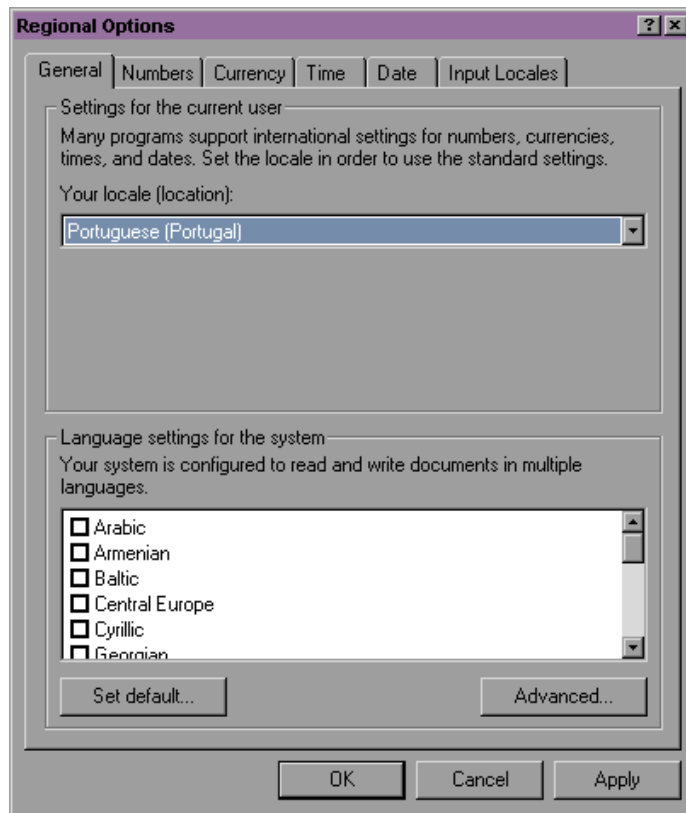 Regional Options
General Numbers Currency Time Date Input Locales
Settings for the current user
Many programs support international settings for numbers, currencies,
times, and dates. Set the locale in order to use the standard settings.
Your locale (location):
Portuguese (Portugal)
Language settings for the system
Your system is configured to read and write documents in multiple
languages.
Arabic
Armenian
Baltic
Central Europe
Cyrillic
Georgian
Set default... Advanced...
OK Cancel Apply